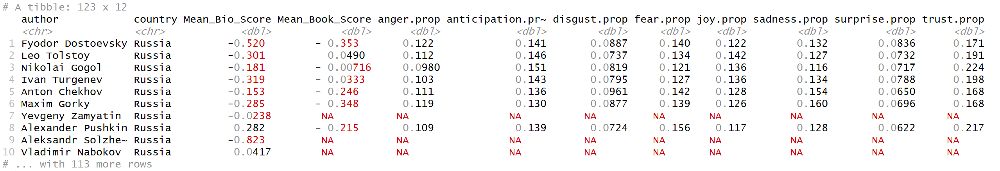 # A tibble: 123 x 12
author country Mean_Bio_Score Mean_Book_Score anger.prop anticipation.pr~ disgust.prop fear.prop joy.prop sadness.prop surprise.prop trust.prop
<chr> <chr> <dbl> <dbl> <dbl> <dbl> <dbl> <dbl> <dbl> <dbl> <dbl> <dbl>
1 Fyodor Dostoevsky Russia -0.520 - 0.353 0.122 0.141 0.0887 0.140 0.122 0.132 0.0836 0.171
2 Leo Tolstoy Russia -0.301 0.0490 0.112 0.146 0.0737 0.134 0.142 0.127 0.0732 0.191
3 Nikolai Gogol Russia -0.181 - 0.00716 0.0980 0.151 0.0819 0.121 0.136 0.116 0.0717 0.224
4 Ivan Turgenev Russia -0.319 - 0.0333 0.103 0.143 0.0795 0.127 0.136 0.134 0.0788 0.198
5 Anton Chekhov Russia -0.153 - 0.246 0.111 0.136 0.0961 0.142 0.128 0.154 0.0650 0.168
6 Maxim Gorky Russia -0.285 - 0.348 0.119 0.130 0.0877 0.139 0.126 0.160 0.0696 0.168
7 Yevgeny Zamyatin Russia -0.0238 NA NA NA NA NA NA NA NA NA
8 Alexander Pushkin Russia 0.282 - 0.215 0.109 0.139 0.0724 0.156 0.117 0.128 0.0622 0.217
9 Aleksandr Solzhe~ Russia -0.823 NA NA NA NA NA NA NA NA NA
10 Vladimir Nabokov Russia 0.0417 NA NA NA NA NA NA NA NA NA
# ... with 113 more rows